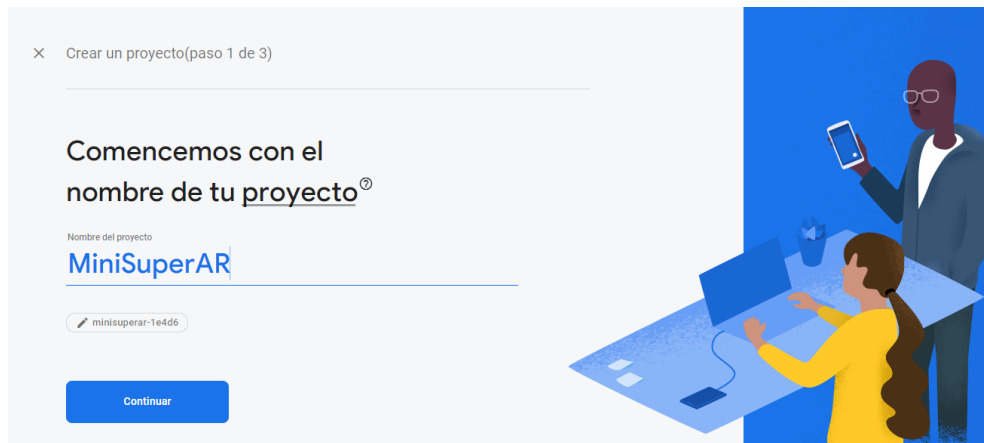 Crear un proyecto(paso 1 de 3)
Comencemos con el
nombre de tu proyecto
Nombre del proyecto
MiniSuperAR
minisuperar-1e4d6
Continuar